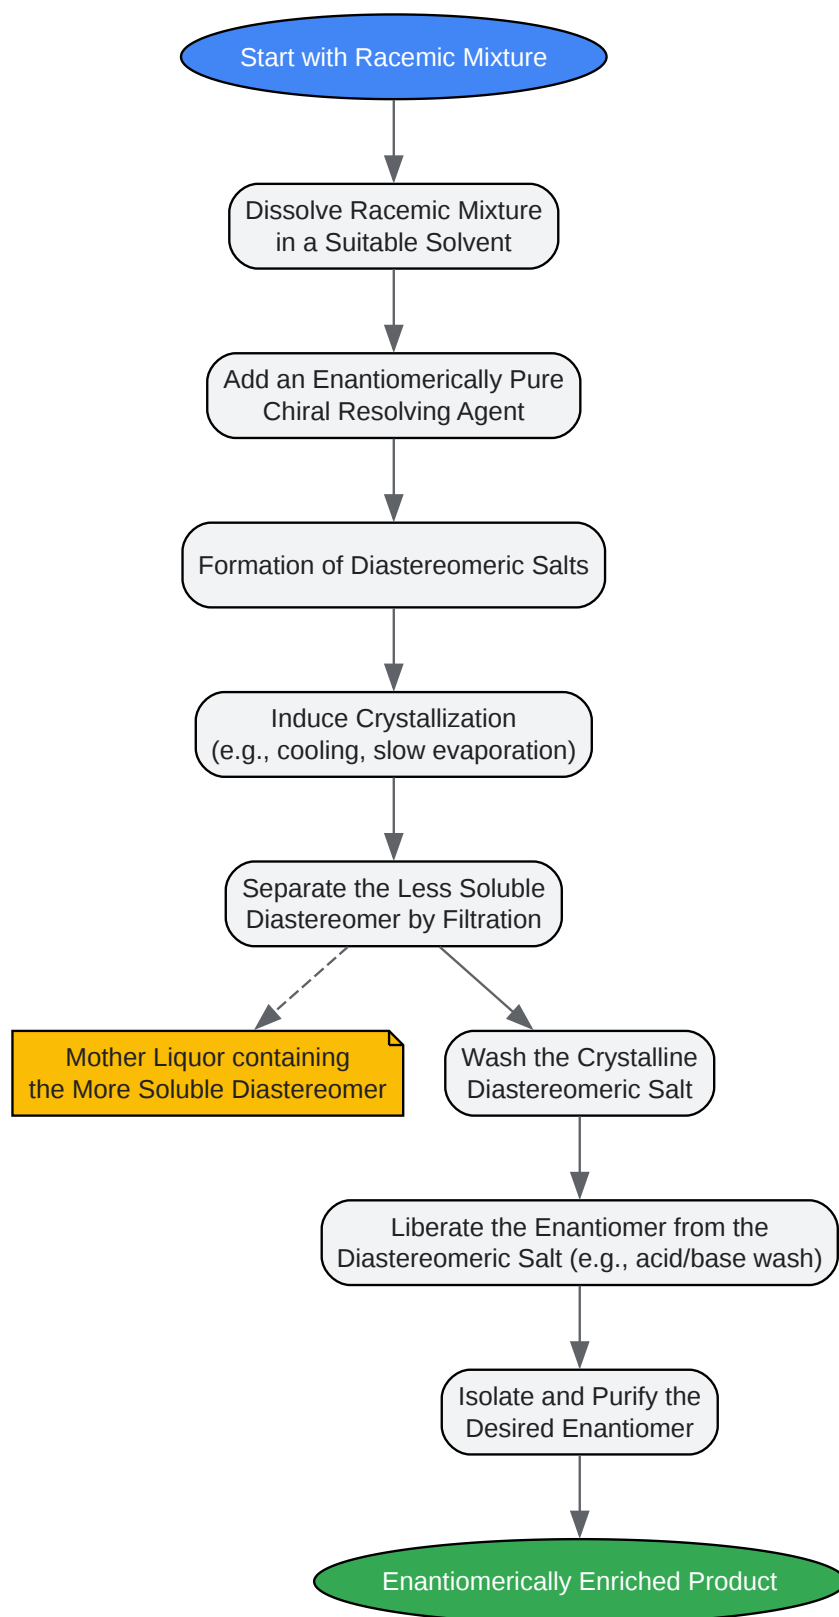 Start with Racemic Mixture
Dissolve Racemic Mixture
in a Suitable Solvent
Add an Enantiomerically Pure
Chiral Resolving Agent
Formation of Diastereomeric Salts
Induce Crystallization
(e.g., cooling, slow evaporation)
Separate the Less Soluble
Diastereomer by Filtration
Mother Liquor containing
the More Soluble Diastereomer
Wash the Crystalline
Diastereomeric Salt
Liberate the Enantiomer from the
Diastereomeric Salt (e.g., acid/base wash)
Isolate and Purify the
Desired Enantiomer
Enantiomerically Enriched Product